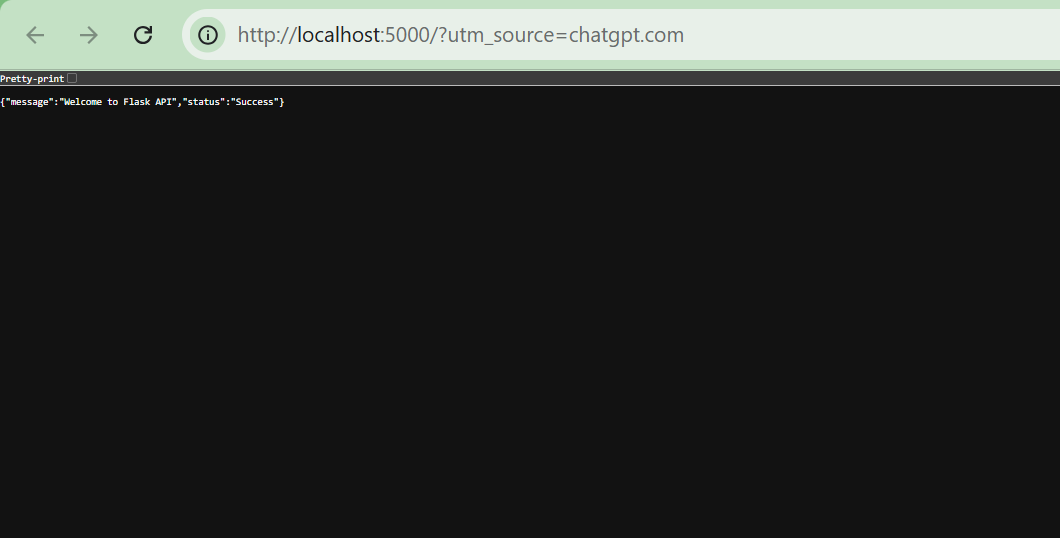 http://localhost:5000/?utm_source=chatgpt.com
Pretty-print
{"message":"Welcome to Flask API","status":"Success"}